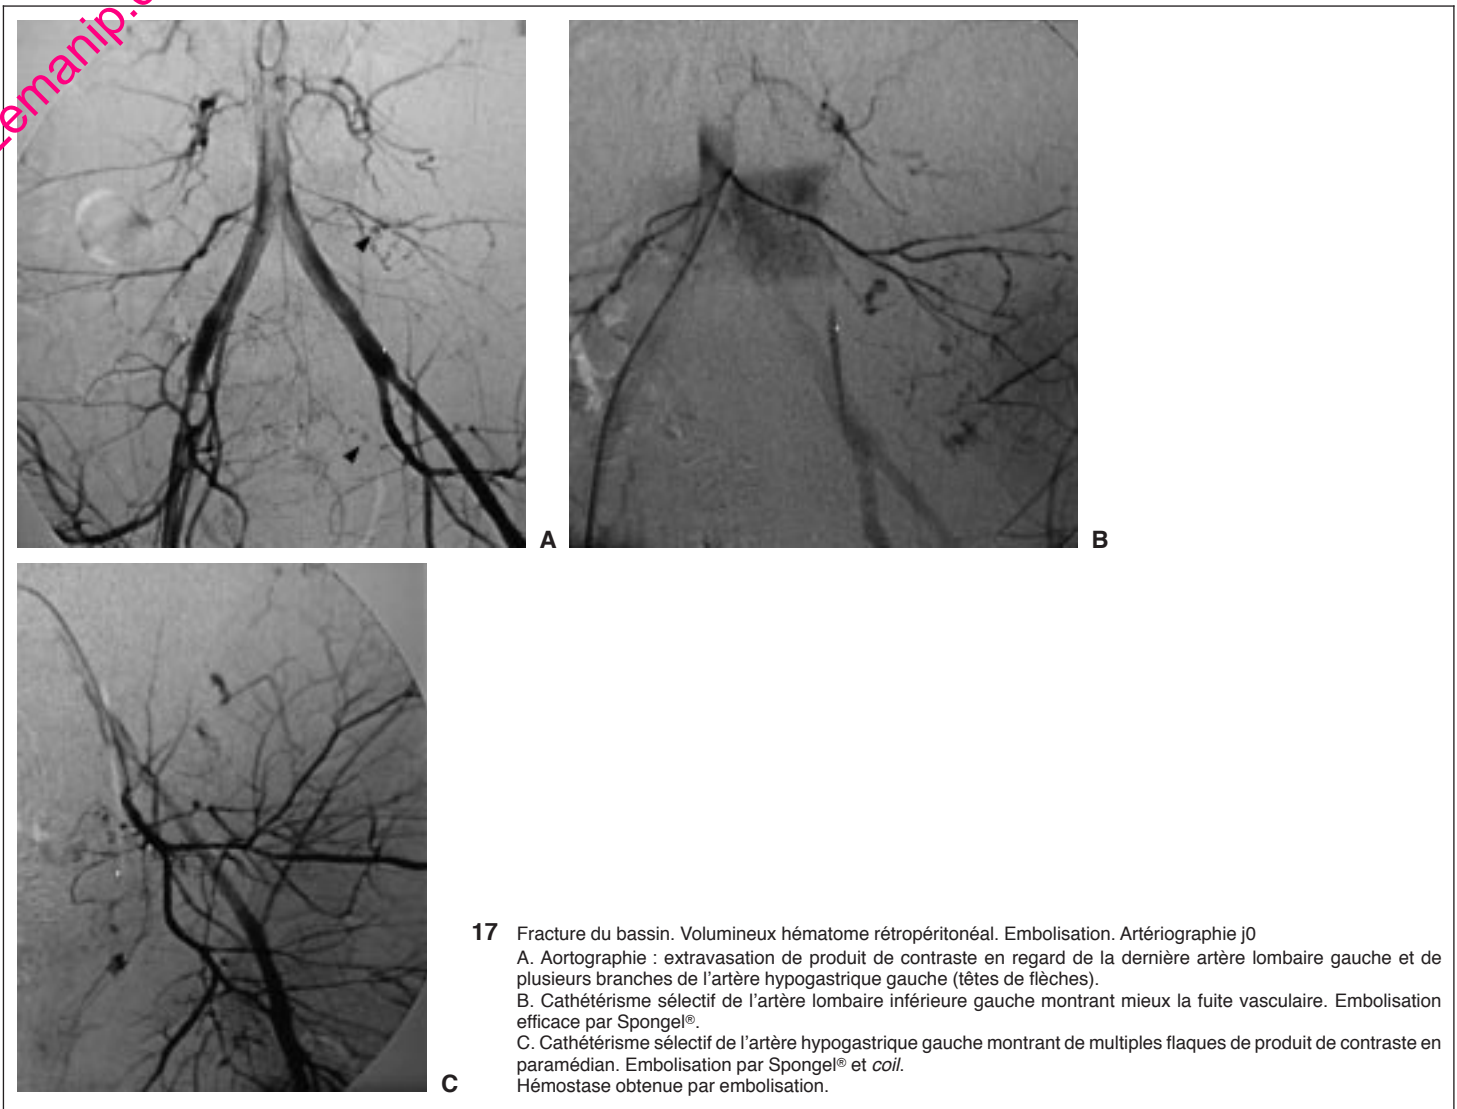 emanip.
A
B
C
17 Fracture du bassin. Volumineux hématome rétropéritonéal. Embolisation. Artériographie j0
A. Aortographie : extravasation de produit de contraste en regard de la dernière artère lombaire gauche et de
plusieurs branches de l'artère hypogastrique gauche (têtes de flèches).
B. Cathétérisme sélectif de l'artère lombaire inférieure gauche montrant mieux la fuite vasculaire. Embolisation
efficace par Spongel®.
C. Cathétérisme sélectif de l'artère hypogastrique gauche montrant de multiples flaques de produit de contraste en
paramédian. Embolisation par Spongel® et coil.
Hémostase obtenue par embolisation.